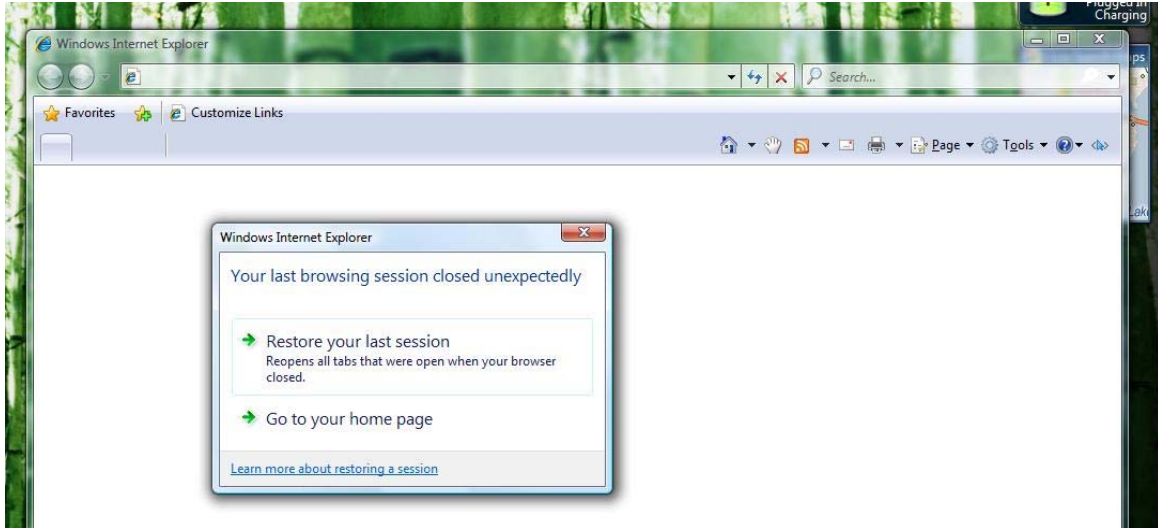 Plugged In
Charging
Windows Internet Explorer
Search...
Favorites
Customize Links
Page
Tools
Windows Internet Explorer
Your last browsing session closed unexpectedly
Restore your last session
Reopens all tabs that were open when your browser
closed.
Go to your home page
Learn more about restoring a session